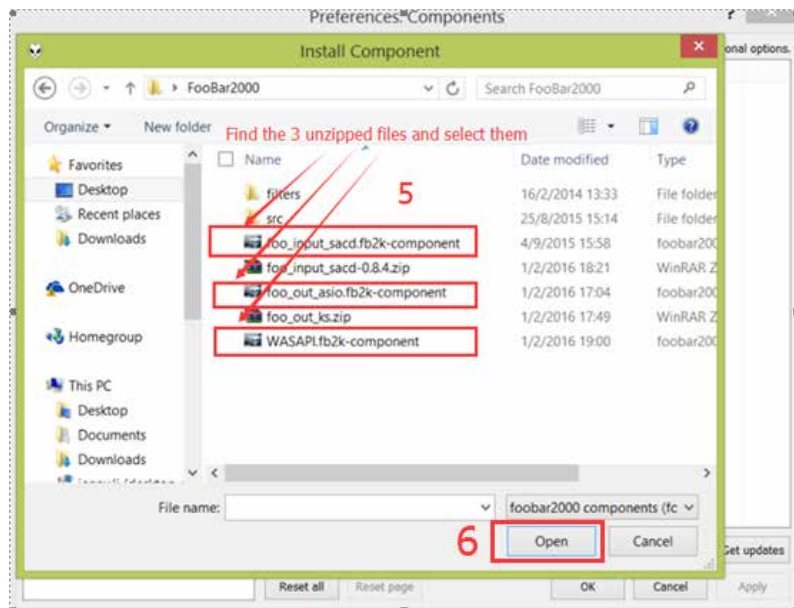 Preferences: Components
?
Install Component
onal options.
FooBar2000
Search FooBar2000
Organize
New folder
Find the 3 unzipped files and select them
Favorites
Name
Date modified
Type
Desktop
filters
16/2/2014 13:33
File folder
5
Recent places
src
25/8/2015 15:14
File folder
Downloads
foo_input_sacd.fb2k-component
4/9/2015 15:58
foobar200
foo_input_sacd-0.8.4.zip
1/2/2016 18:21
WinRAR Z
OneDrive
foo_out_asio.fb2k-component
1/2/2016 17:04
foobar200
foo_out_ks.zip
1/2/2016 17:49
WinRAR Z
Homegroup
WASAPI.fb2k-component
1/2/2016 19:00
foobar200
This PC
Desktop
Documents
Downloads
File name:
foobar2000 components (fc
6
Open
Cancel
Get updates
Reset all
Reset page
OK
Cancel
Apply